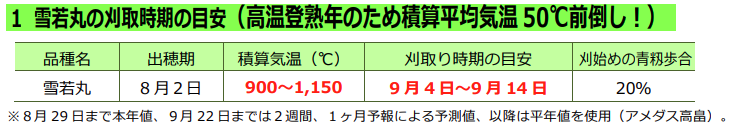 1 雪若丸の刈取時期の目安（高温登熟年のため積算平均気温 50℃前倒し！）
品種名 出穂期 積算気温（℃） 刈取り時期の目安 刈始めの青籾歩合
雪若丸 ８月２日 900～1,150 ９月４日～９月 14 日 20%
※８月 29 日まで本年値、９月 22 日までは２週間、１ヶ月予報による予測値、以降は平年値を使用（アメダス高畠）。